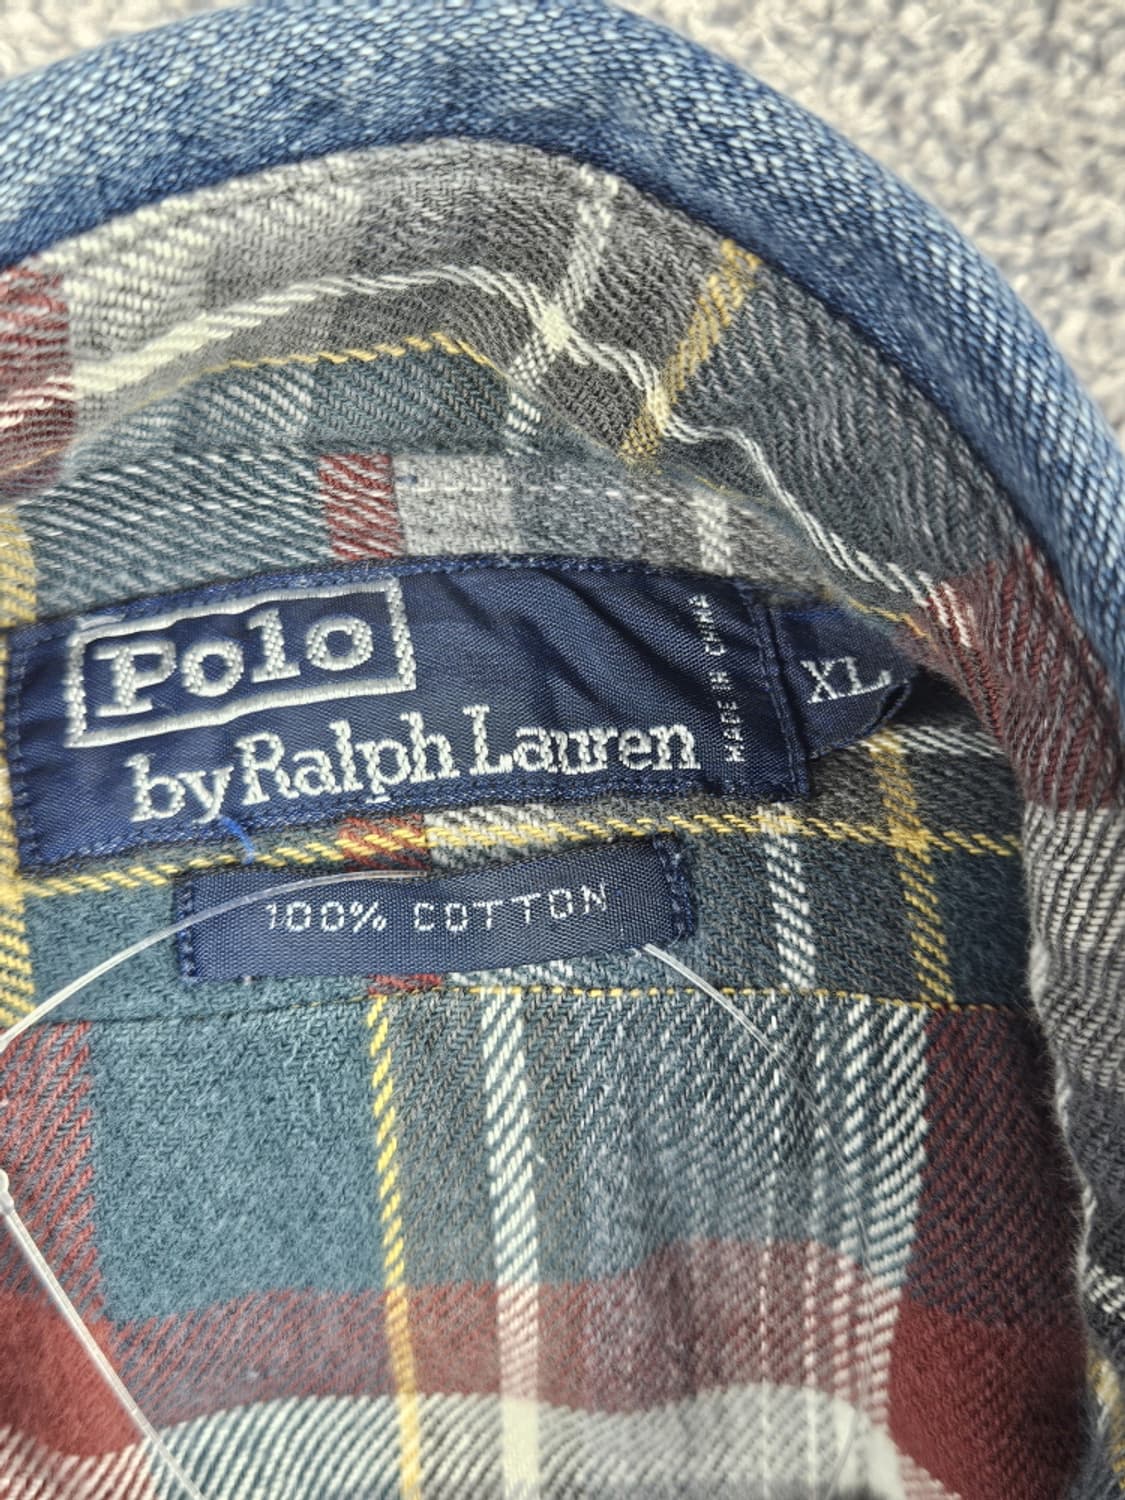 Polo
by Ralph Lauren
MADE IN CHINA
XL
100% COTTON